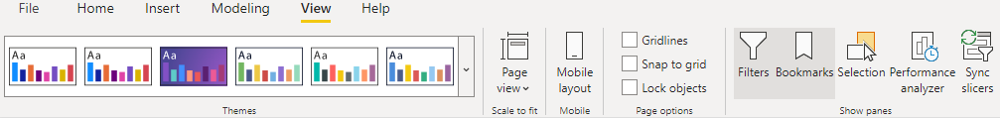 File Home Insert Modeling View Help
Aa Aa Aa Aa Aa Aa
Gridlines
Snap to grid
Lock objects
Page view
Mobile layout
Filters Bookmarks Selection Performance analyzer Sync slicers
Themes Scale to fit Mobile Page options Show panes